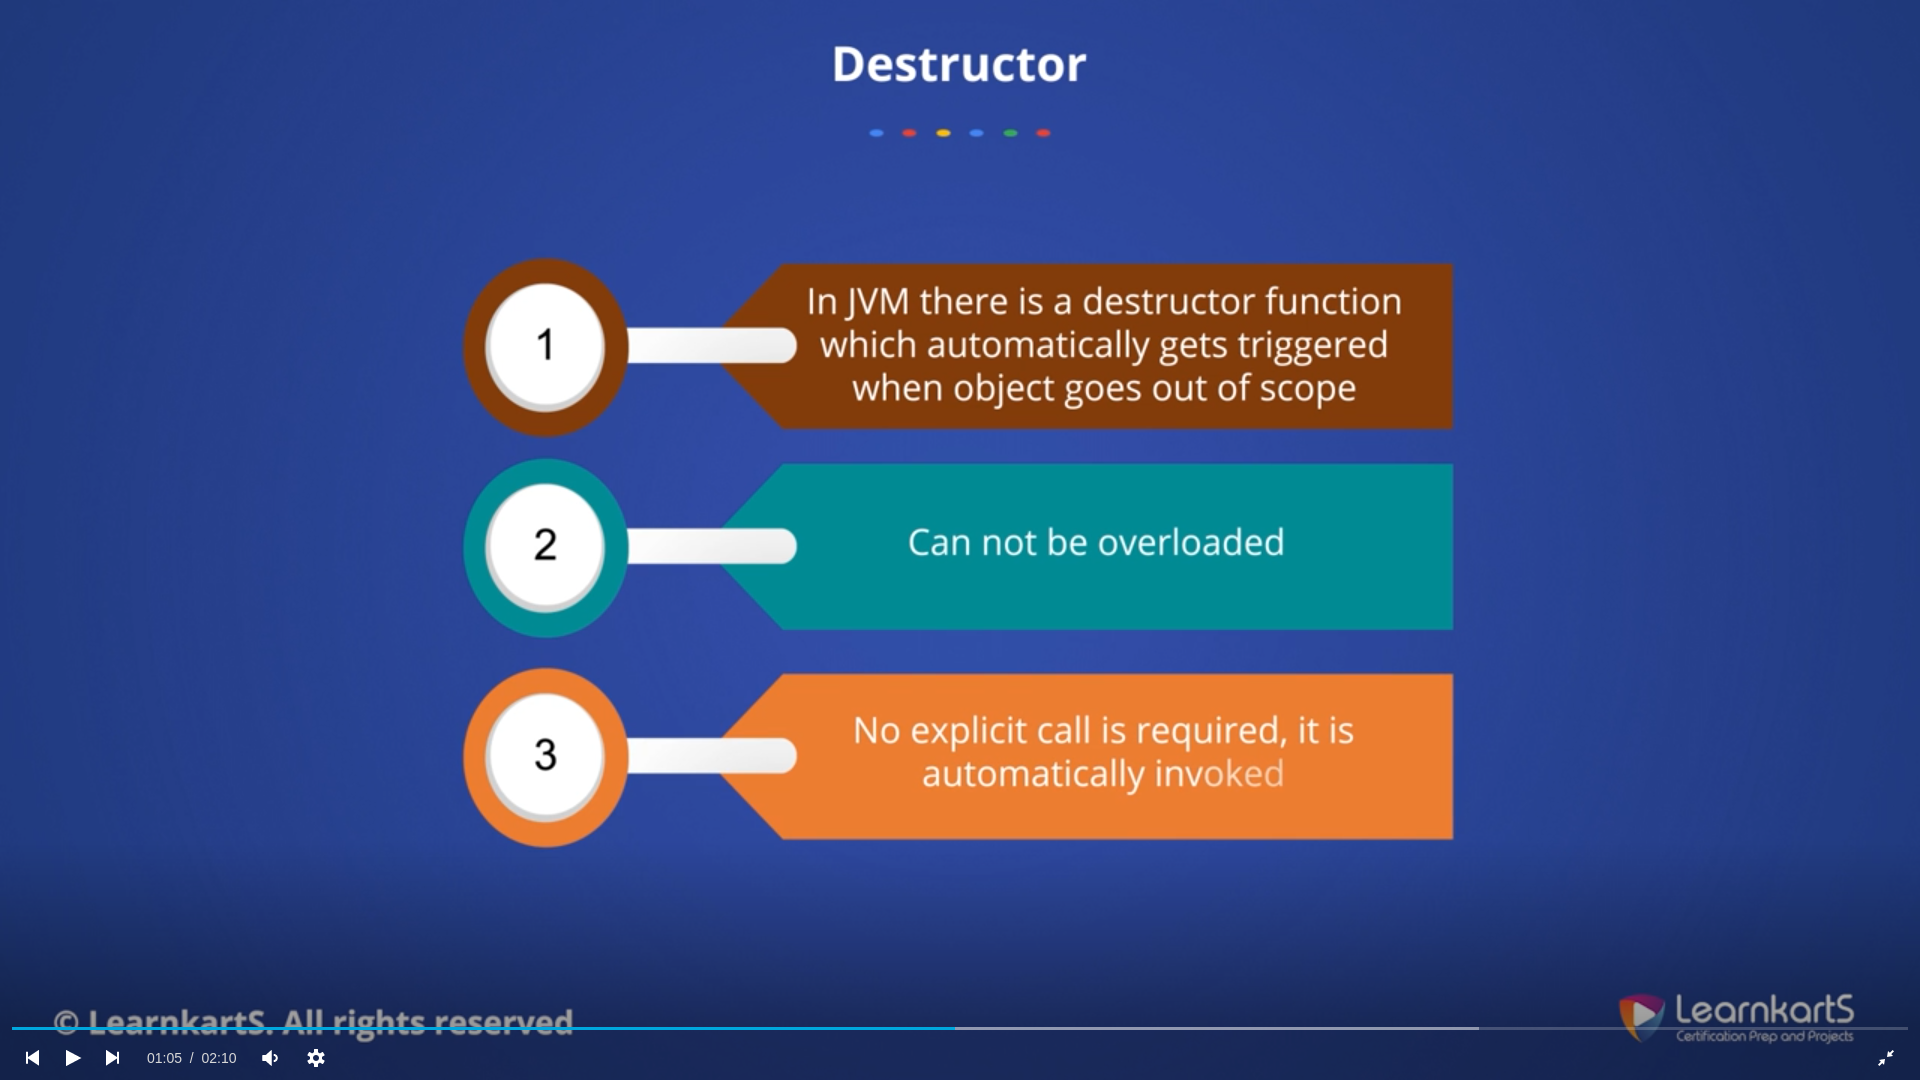 Destructor
1
In JVM there is a destructor function
which automatically gets triggered
when object goes out of scope
2
Can not be overloaded
3
No explicit call is required, it is
automatically invoked
© LearnkartS. All rights reserved
LearnkartS
Certification Prep and Projects
01:05 / 02:10